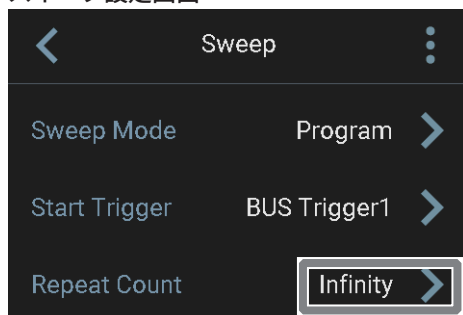 Sweep
Sweep Mode Program
Start Trigger BUS Trigger1
Repeat Count Infinity